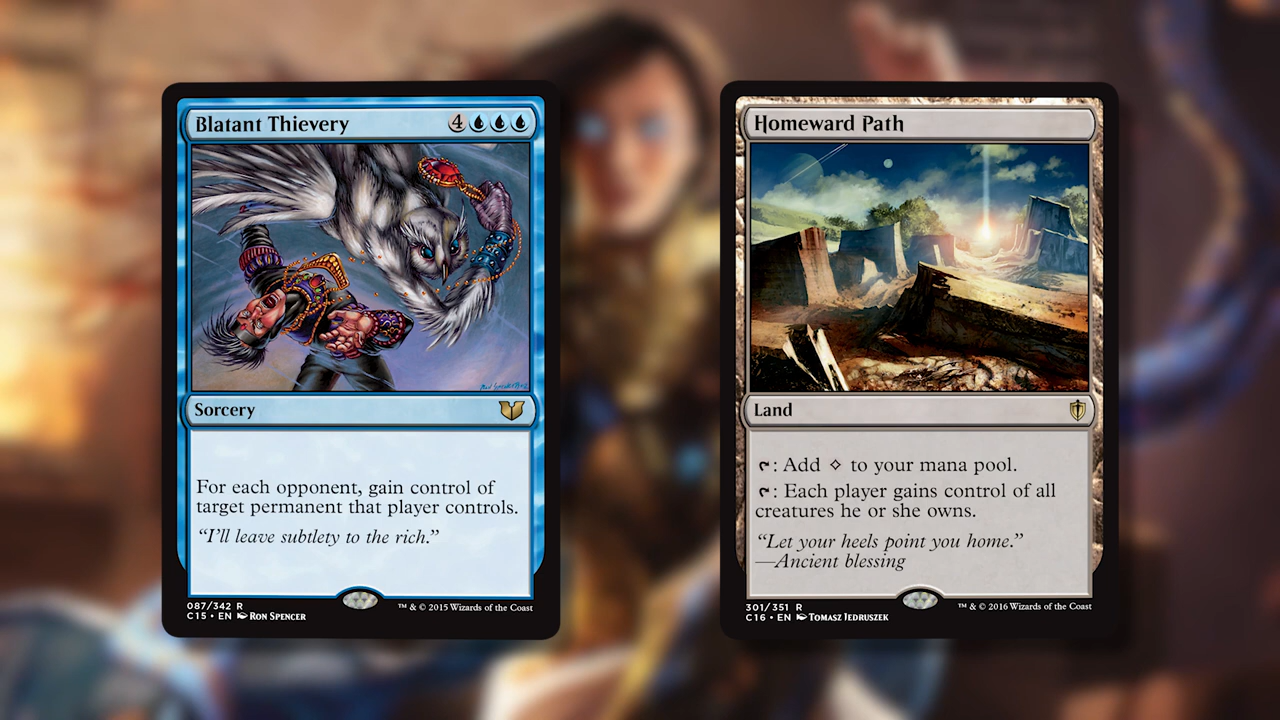 Blatant Thievery
4
Sorcery
For each opponent, gain control of
target permanent that player controls.
“I’ll leave subtlety to the rich.”
087/342 R
C15 • EN Ron Spencer
™ & © 2015 Wizards of the Coast
Homeward Path
Land
: Add to your mana pool.
: Each player gains control of all
creatures he or she owns.
“Let your heels point you home.”
—Ancient blessing
301/351 R
C16 • EN Tomasz Jedruszek
™ & © 2016 Wizards of the Coast